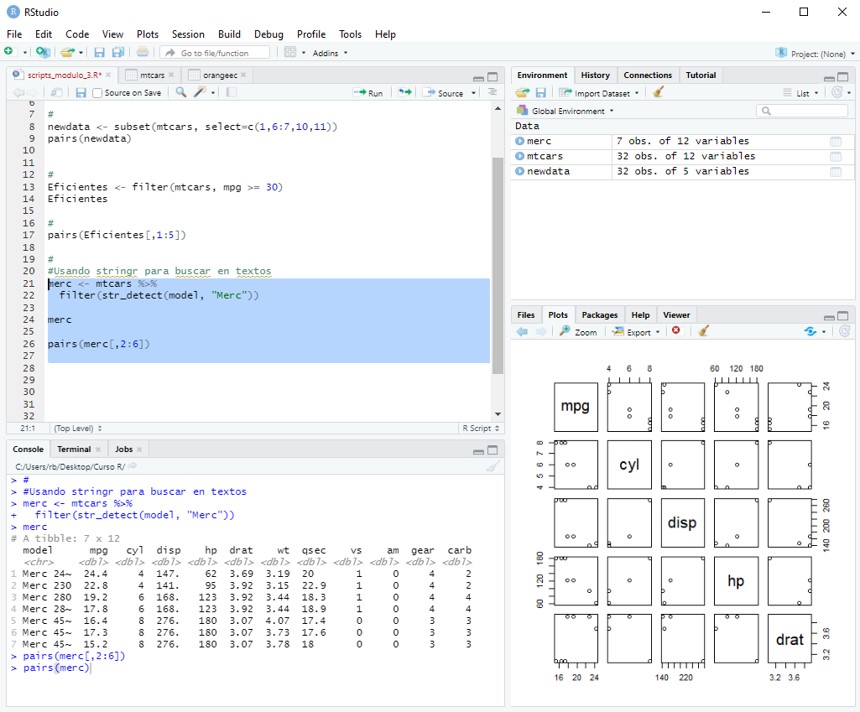 RStudio
File Edit Code View Plots Session Build Debug Profile Tools Help
Go to file/function Addins Project: (None)
scripts_modulo_3.R* mtcars orangeec
Source on Save Run Source
6
7 #
8 newdata <- subset(mtcars, select=c(1,6:7,10,11))
9 pairs(newdata)
10
11
12 #
13 Eficientes <- filter(mtcars, mpg >= 30)
14 Eficientes
15
16 #
17 pairs(Eficientes[,1:5])
18
19 #
20 #Usando stringr para buscar en textos
21 merc <- mtcars %>%
22 filter(str_detect(model, "Merc"))
23
24 merc
25
26 pairs(merc[,2:6])
27
28
29
30
31
32
21:1 (Top Level) R Script
Console Terminal Jobs
C:/Users/rb/Desktop/Curso R/
> #
> #Usando stringr para buscar en textos
> merc <- mtcars %>%
+ filter(str_detect(model, "Merc"))
> merc
# A tibble: 7 x 12
model mpg cyl disp hp drat wt qsec vs am gear carb
<chr> <dbl> <dbl> <dbl> <dbl> <dbl> <dbl> <dbl> <dbl> <dbl> <dbl> <dbl>
1 Merc 24~ 24.4 4 147. 62 3.69 3.19 20 1 0 4 2
2 Merc 230 22.8 4 141. 95 3.92 3.15 22.9 1 0 4 2
3 Merc 280 19.2 6 168. 123 3.92 3.44 18.3 1 0 4 4
4 Merc 28~ 17.8 6 168. 123 3.92 3.44 18.9 1 0 4 4
5 Merc 45~ 16.4 8 276. 180 3.07 4.07 17.4 0 0 3 3
6 Merc 45~ 17.3 8 276. 180 3.07 3.73 17.6 0 0 3 3
7 Merc 45~ 15.2 8 276. 180 3.07 3.78 18 0 0 3 3
> pairs(merc[,2:6])
> pairs(merc)
Environment History Connections Tutorial
Import Dataset List
Global Environment
Data
merc 7 obs. of 12 variables
mtcars 32 obs. of 12 variables
newdata 32 obs. of 5 variables
Files Plots Packages Help Viewer
Zoom Export
4 6 8 60 120 180
mpg 16 20 24
4 5 6 7 8 cyl
disp 140 200 260
60 120 180 hp
drat 3.2 3.6
16 20 24 140 220 3.2 3.6